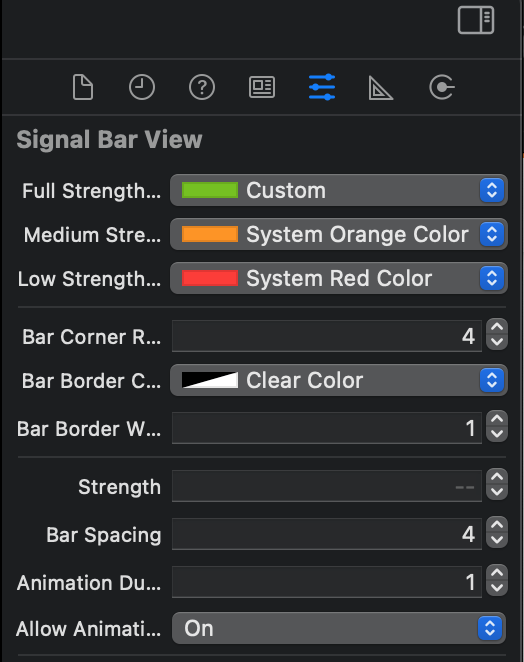 Signal Bar View
Full Strength... Custom
Medium Stre... System Orange Color
Low Strength... System Red Color
Bar Corner R... 4
Bar Border C... Clear Color
Bar Border W... 1
Strength --
Bar Spacing 4
Animation Du... 1
Allow Animati... On